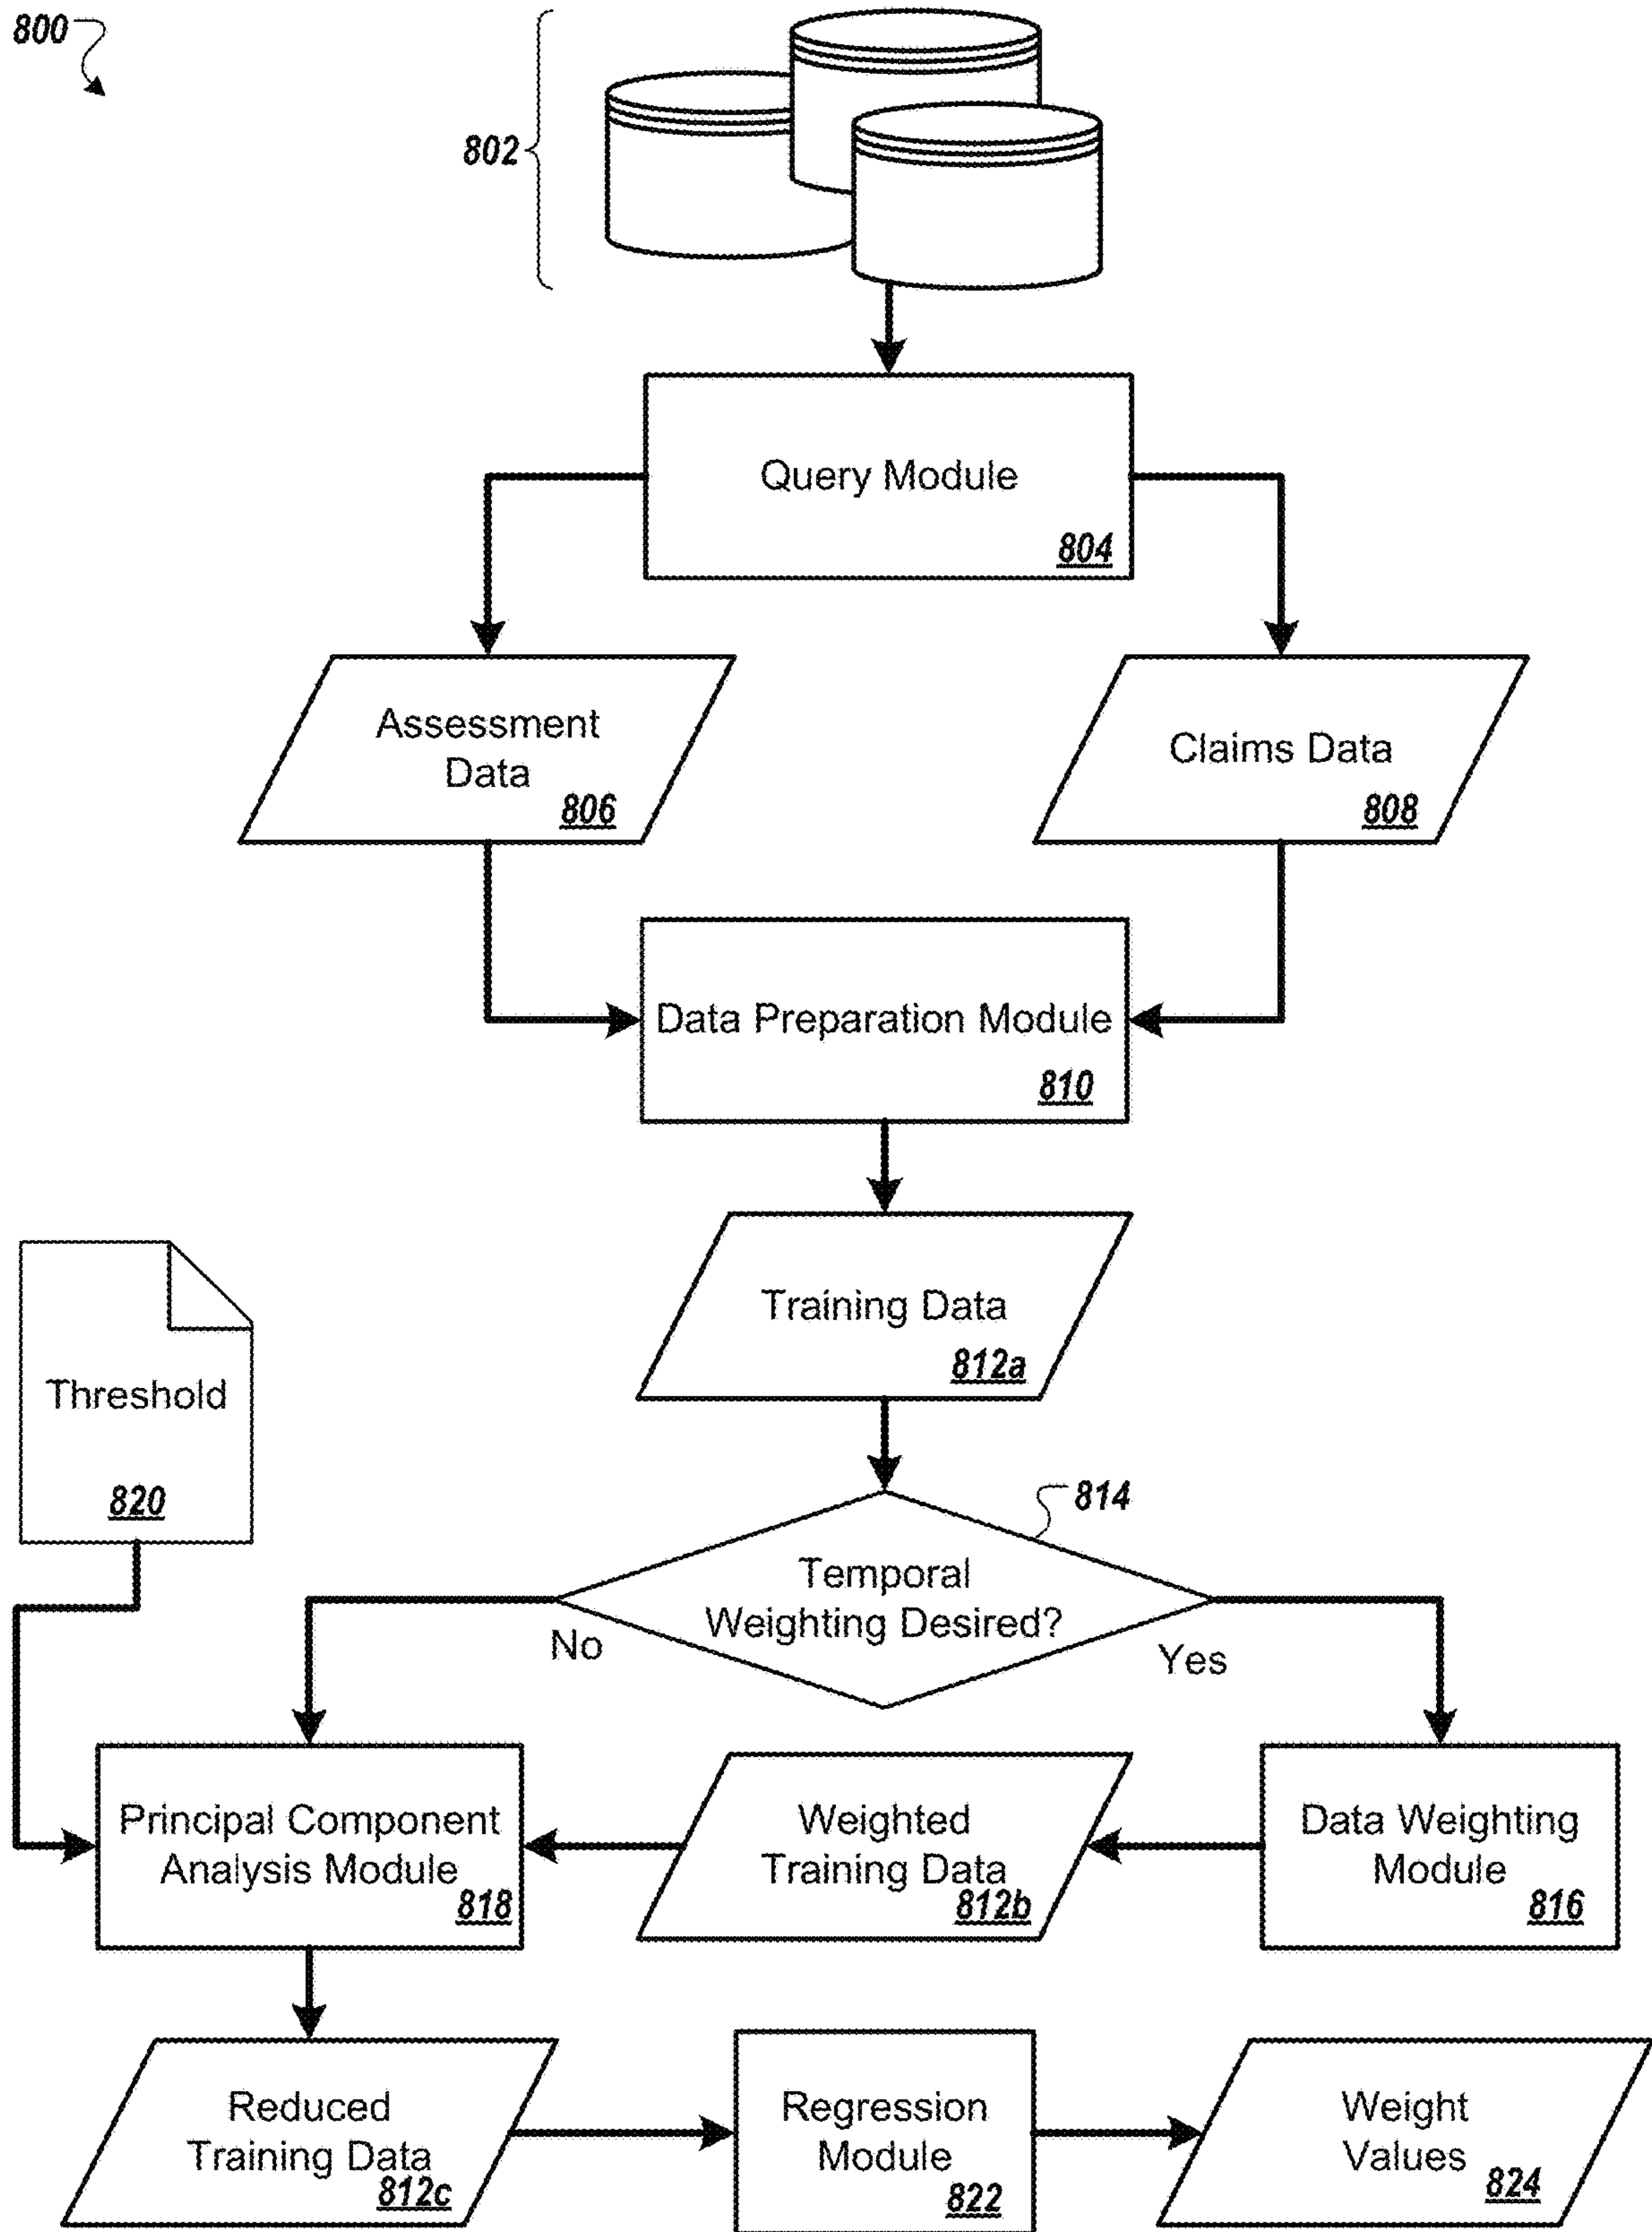 800
802
Query Module
804
Assessment
Data
806
Claims Data
808
Data Preparation Module
810
Training Data
812a
Threshold
820
814
Temporal
Weighting Desired?
No
Yes
Principal Component
Analysis Module
818
Weighted
Training Data
812b
Data Weighting
Module
816
Reduced
Training Data
812c
Regression
Module
822
Weight
Values
824